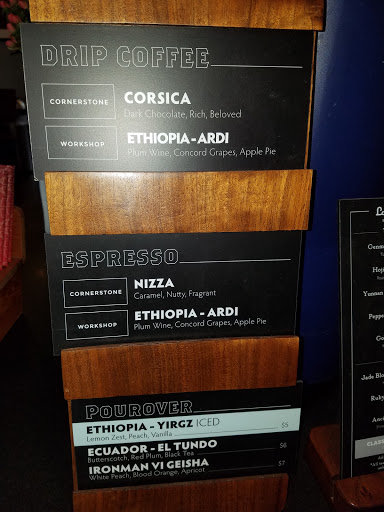 DRIP COFFEE
CORNERSTONE
CORSICA
Dark Chocolate, Rich, Beloved
WORKSHOP
ETHIOPIA-ARDI
Plum Wine, Concord Grapes, Apple Pie
ESPRESSO
CORNERSTONE
NIZZA
Caramel, Nutty, Fragrant
WORKSHOP
ETHIOPIA - ARDI
Plum Wine, Concord Grapes, Apple Pie
POUROVER
ETHIOPIA - YIRGZ ICED $5
Lemon Zest, Peach, Vanilla
ECUADOR - EL TUNDO $6
Butterscotch, Red Plum, Black Tea
IRONMAN VI GEISHA $7
White Peach, Blood Orange, Apricot
Jade Blo
Ruby